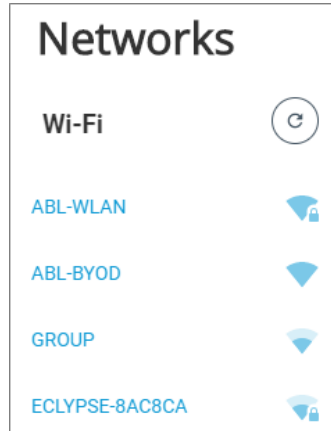 Networks
Wi-Fi
ABL-WLAN
ABL-BYOD
GROUP
ECLYPSE-8AC8CA